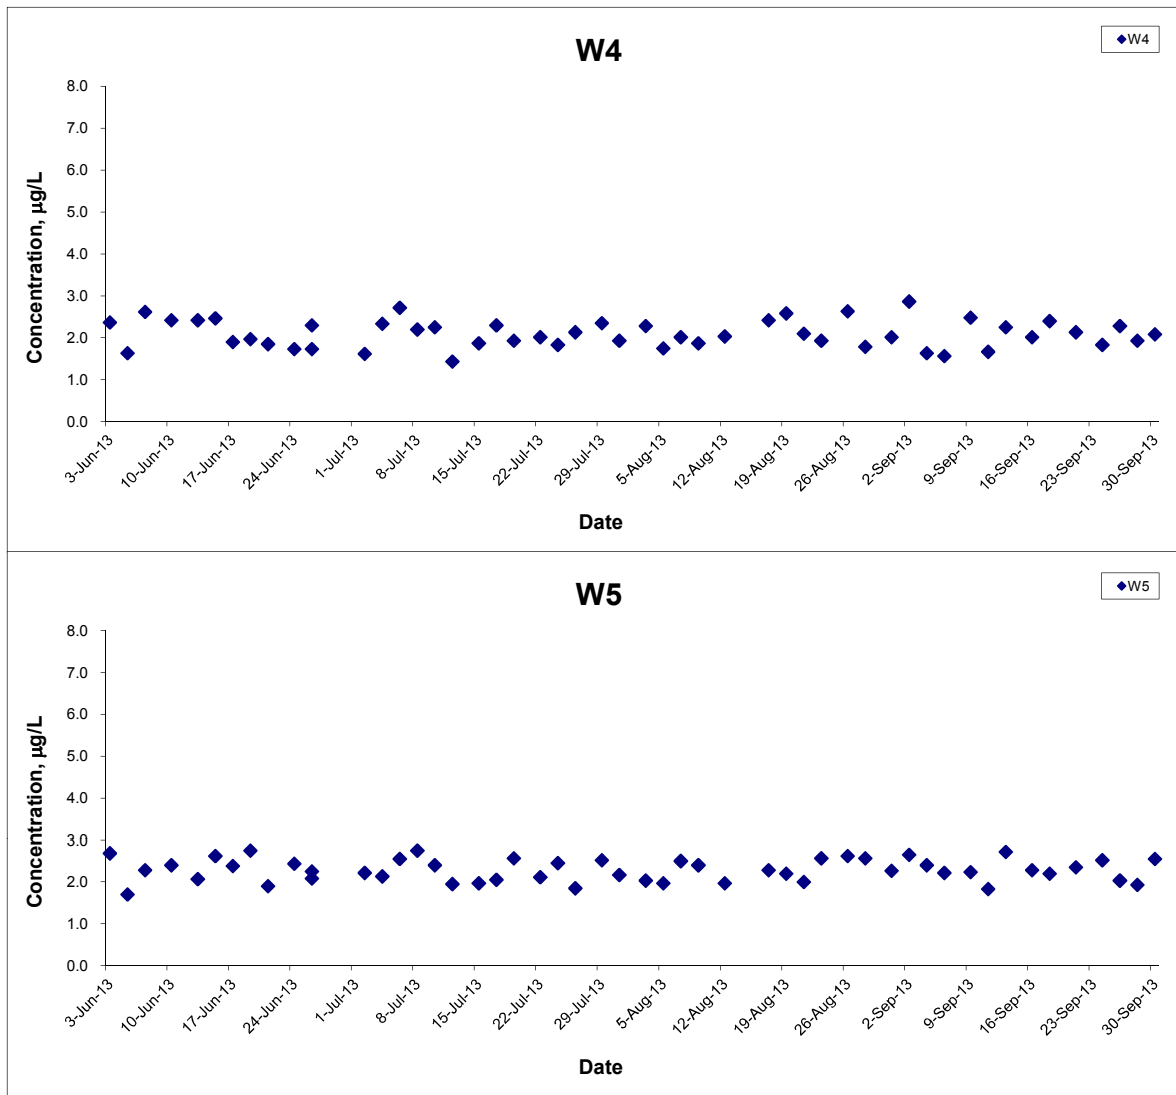 W4
W4
8.0
7.0
6.0
5.0
4.0
3.0
2.0
1.0
0.0
Concentration, µg/L
3-Jun-13
10-Jun-13
17-Jun-13
24-Jun-13
1-Jul-13
8-Jul-13
15-Jul-13
22-Jul-13
29-Jul-13
5-Aug-13
12-Aug-13
19-Aug-13
26-Aug-13
2-Sep-13
9-Sep-13
16-Sep-13
23-Sep-13
30-Sep-13
Date
W5
W5
8.0
7.0
6.0
5.0
4.0
3.0
2.0
1.0
0.0
Concentration, µg/L
3-Jun-13
10-Jun-13
17-Jun-13
24-Jun-13
1-Jul-13
8-Jul-13
15-Jul-13
22-Jul-13
29-Jul-13
5-Aug-13
12-Aug-13
19-Aug-13
26-Aug-13
2-Sep-13
9-Sep-13
16-Sep-13
23-Sep-13
30-Sep-13
Date